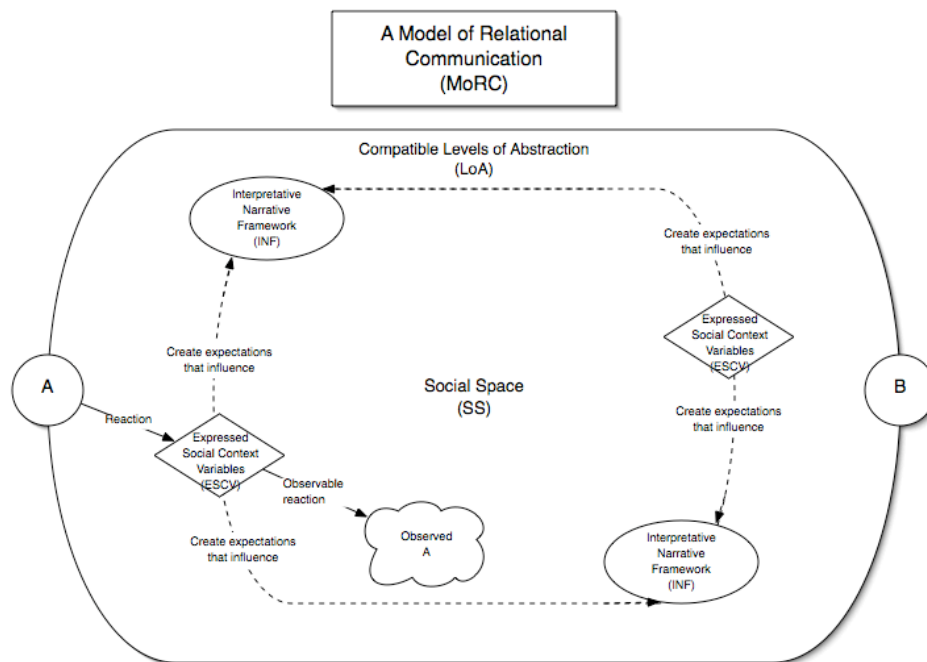 A Model of Relational
Communication
(MoRC)
Compatible Levels of Abstraction
(LoA)
Interpretative
Narrative
Framework
(INF)
Create expectations
that influence
Expressed
Social Context
Variables
(ESCV)
Create expectations
that influence
A
B
Social Space
(SS)
Create expectations
that influence
Reaction
Expressed
Social Context
Variables
(ESCV)
Observable
reaction
Observed
A
Create expectations
that influence
Interpretative
Narrative
Framework
(INF)